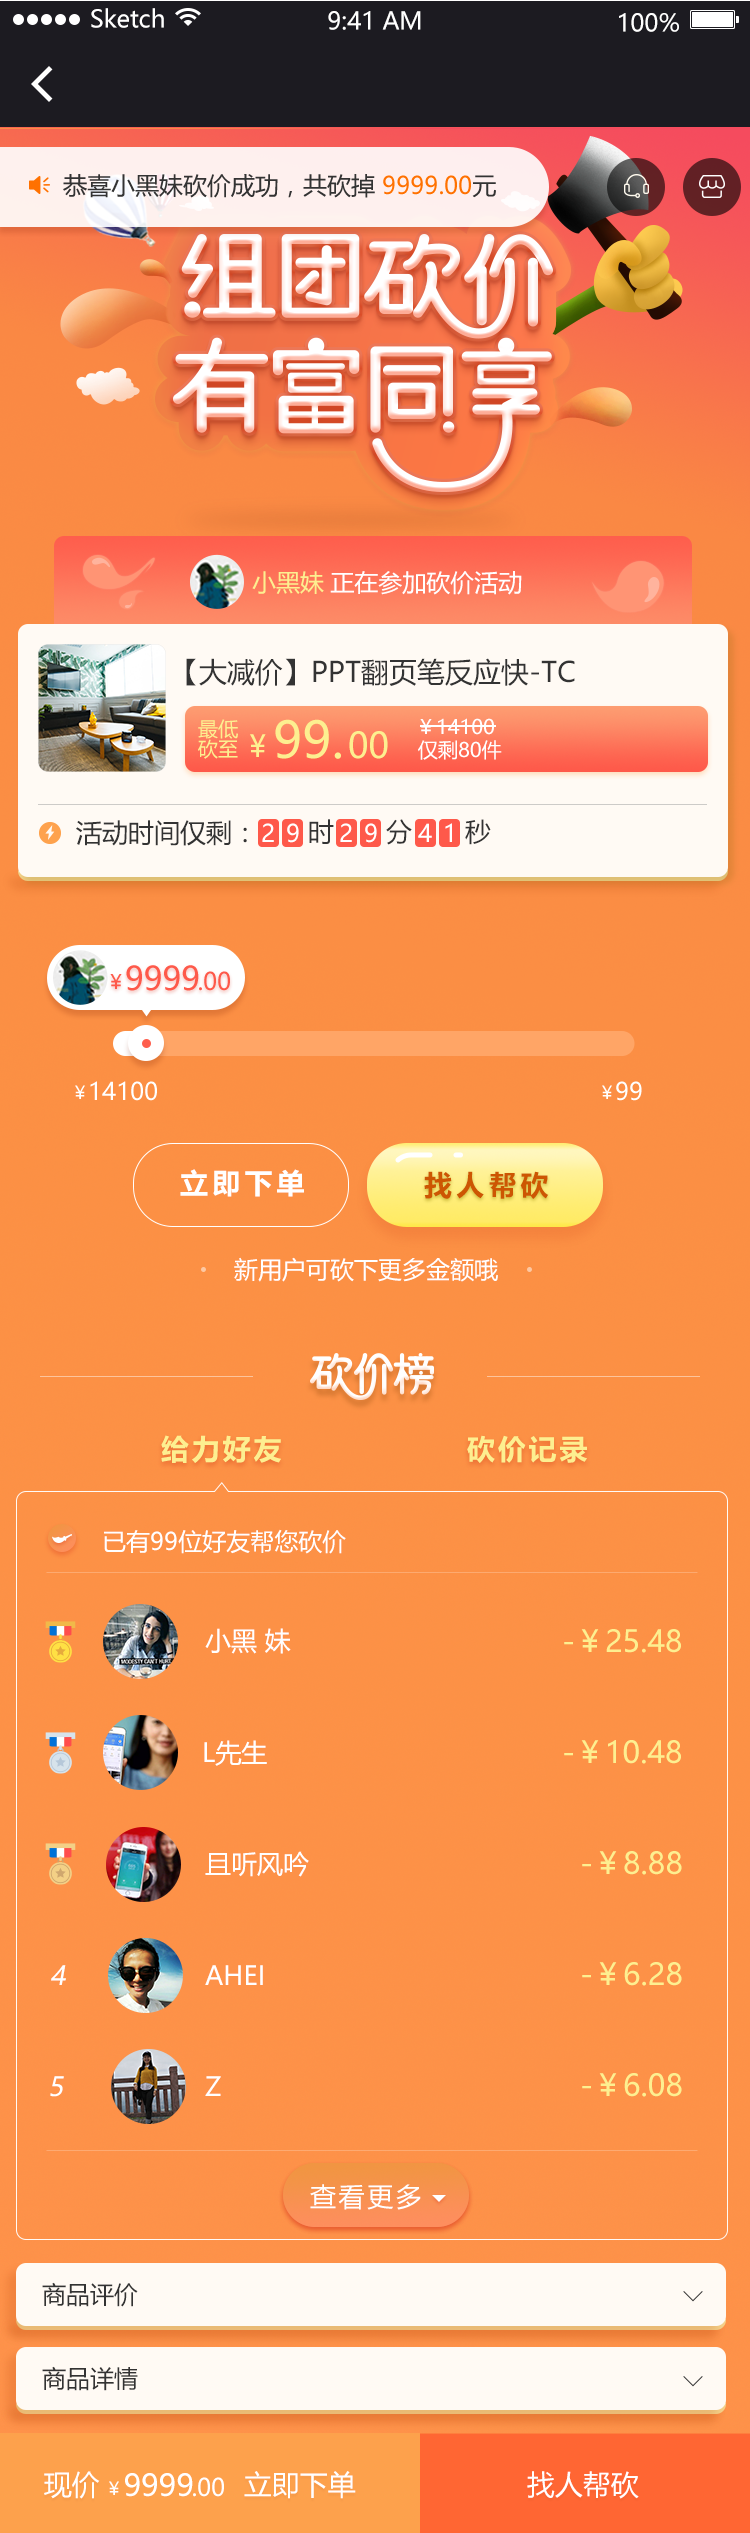 Sketch 9:41 AM 100%
恭喜小黑妹砍价成功，共砍掉 9999.00元
组团砍价
有富同享
小黑妹 正在参加砍价活动
【大减价】PPT翻页笔反应快-TC
最低
砍至 ¥ 99.00
¥14100
仅剩80件
活动时间仅剩：29时29分41秒
¥9999.00
¥14100 ¥99
立即下单 找人帮砍
· 新用户可砍下更多金额哦 ·
砍价榜
给力好友 砍价记录
已有99位好友帮您砍价
小黑 妹 -¥25.48
MODESTY CAN'T HURT
L先生 -¥10.48
且听风吟 -¥8.88
4 AHEI -¥6.28
5 Z -¥6.08
查看更多
商品评价
商品详情
现价 ¥9999.00 立即下单 找人帮砍